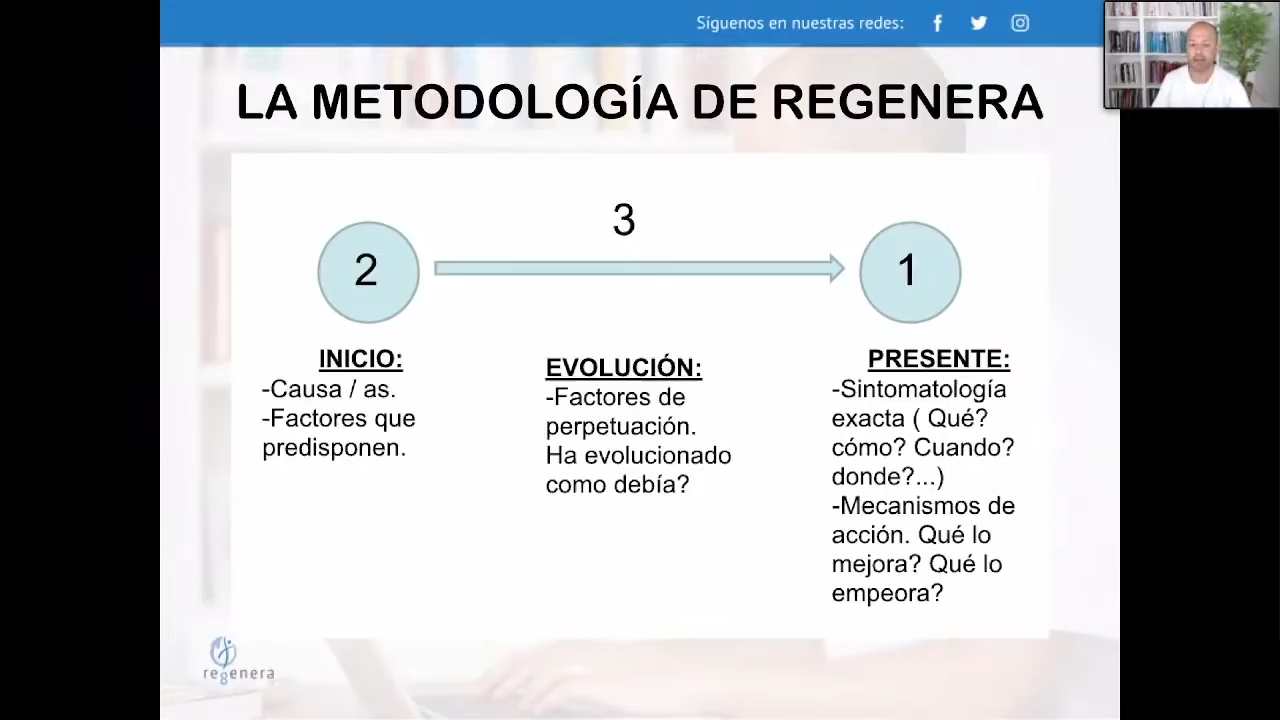 Síguenos en nuestras redes:
LA METODOLOGÍA DE REGENERA
3
2
1
INICIO:
-Causa / as.
-Factores que
predisponen.
EVOLUCIÓN:
-Factores de
perpetuación.
Ha evolucionado
como debía?
PRESENTE:
-Sintomatología
exacta ( Qué?
cómo? Cuando?
donde?...)
-Mecanismos de
acción. Qué lo
mejora? Qué lo
empeora?
regenera